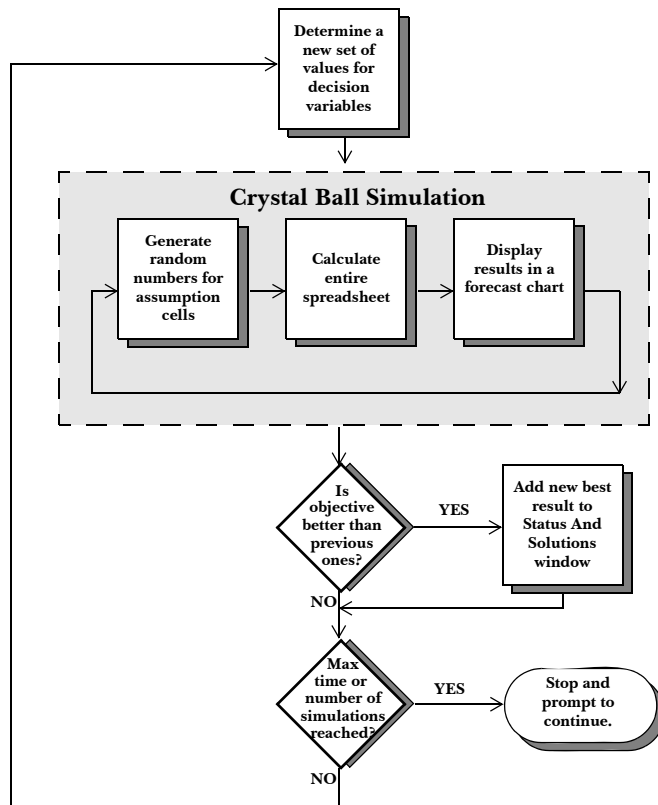 Determine a
new set of
values for
decision
variables
Crystal Ball Simulation
Generate
random
numbers for
assumption
cells
Calculate
entire
spreadsheet
Display
results in a
forecast chart
Is
objective
better than
previous
ones?
YES
Add new best
result to
Status And
Solutions
window
NO
Max
time or
number of
simulations
reached?
YES
Stop and
prompt to
continue.
NO